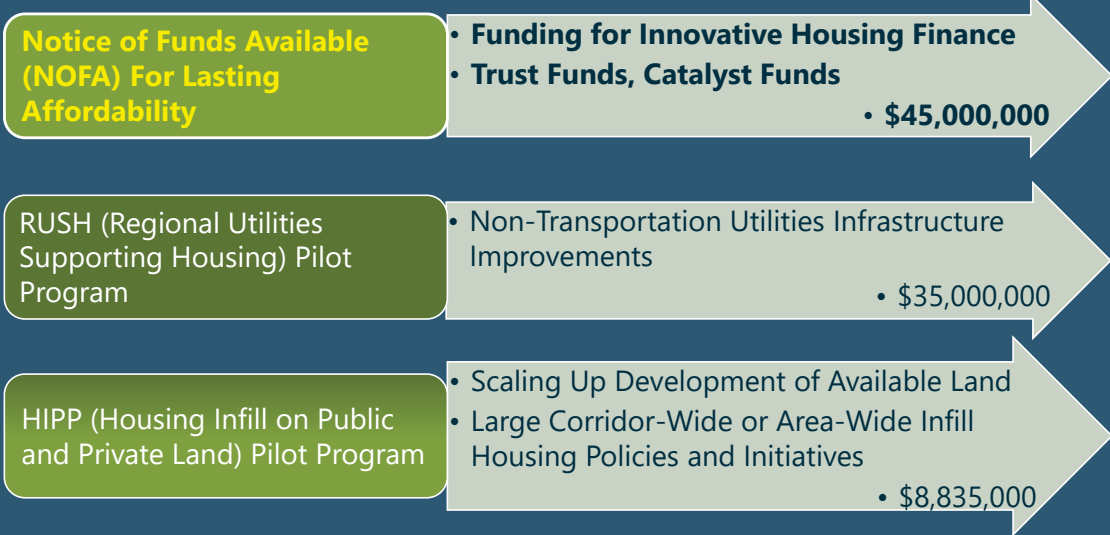 Notice of Funds Available
(NOFA) For Lasting
Affordability
• Funding for Innovative Housing Finance
• Trust Funds, Catalyst Funds
• $45,000,000
RUSH (Regional Utilities
Supporting Housing) Pilot
Program
• Non-Transportation Utilities Infrastructure
Improvements
• $35,000,000
HIPP (Housing Infill on Public
and Private Land) Pilot Program
• Scaling Up Development of Available Land
• Large Corridor-Wide or Area-Wide Infill
Housing Policies and Initiatives
• $8,835,000